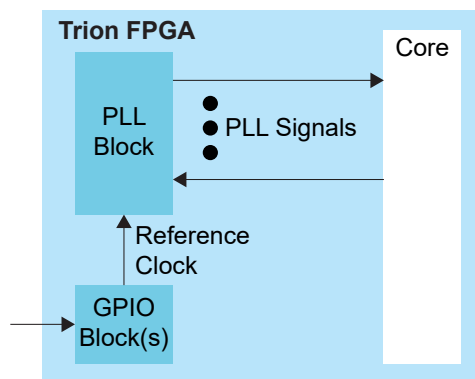 Trion FPGA
Core
PLL
Block
PLL Signals
Reference
Clock
GPIO
Block(s)